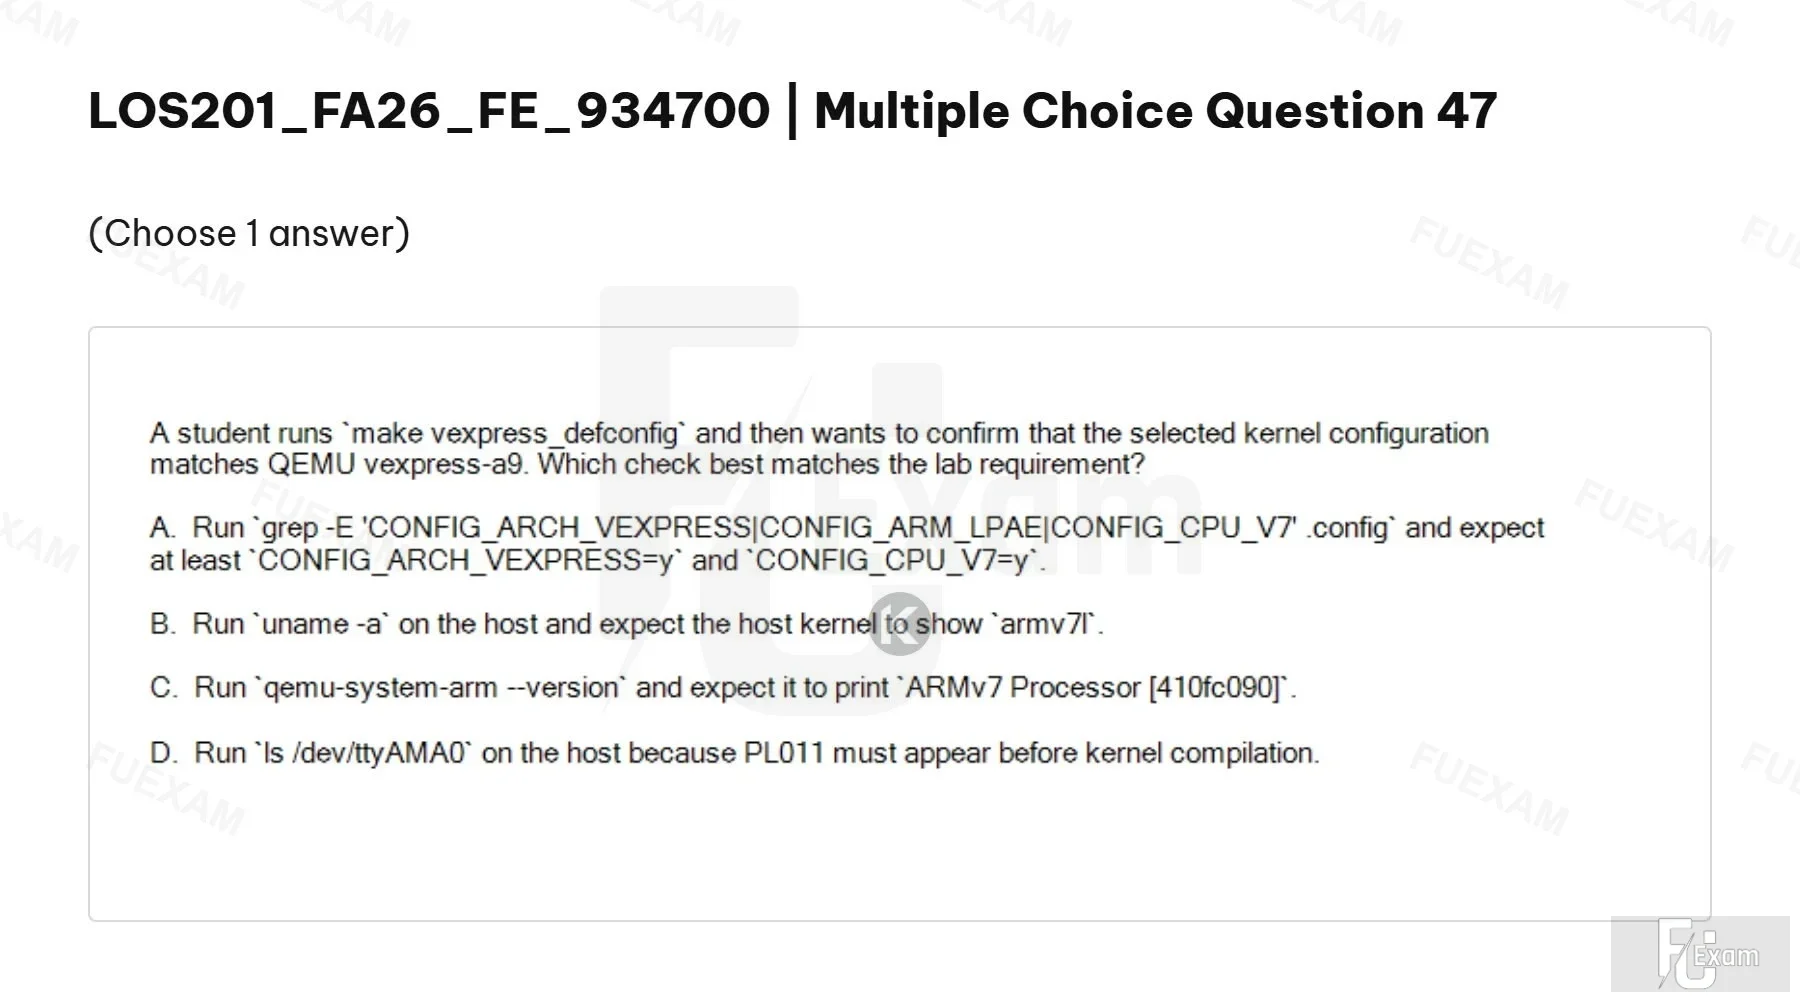 LOS201_FA26_FE_934700 | Multiple Choice Question 47
(Choose 1 answer)
A student runs `make vexpress_defconfig` and then wants to confirm that the selected kernel configuration
matches QEMU vexpress-a9. Which check best matches the lab requirement?
A. Run `grep -E 'CONFIG_ARCH_VEXPRESS|CONFIG_ARM_LPAE|CONFIG_CPU_V7' .config` and expect
at least `CONFIG_ARCH_VEXPRESS=y` and `CONFIG_CPU_V7=y`.
B. Run `uname -a` on the host and expect the host kernel to show `armv7l`.
C. Run `qemu-system-arm --version` and expect it to print `ARMv7 Processor [410fc090]`.
D. Run `ls /dev/ttyAMA0` on the host because PL011 must appear before kernel compilation.
FUEXAM
FU Exam